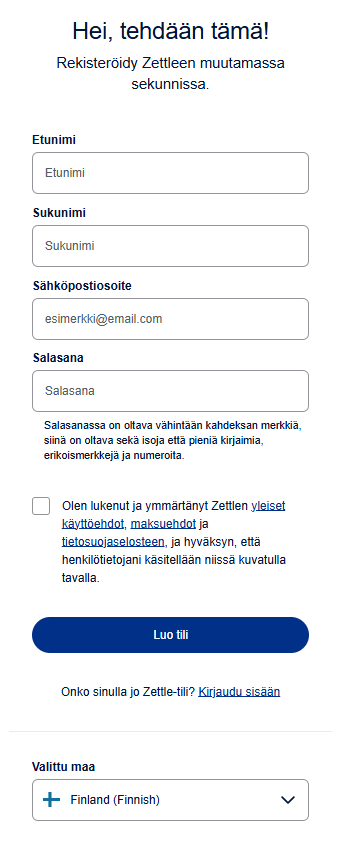 Hei, tehdään tämä!
Rekisteröidy Zettleen muutamassa
sekunnissa.
Etunimi
Etunimi
Sukunimi
Sukunimi
Sähköpostiosoite
esimerkki@email.com
Salasana
Salasana
Salasanassa on oltava vähintään kahdeksan merkkiä,
siinä on oltava sekä isoja että pieniä kirjaimia,
erikoismerkkejä ja numeroita.
Olen lukenut ja ymmärtänyt Zettlen yleiset
käyttöehdot, maksuehdot ja
tietosuojaselosteen, ja hyväksyn, että
henkilötietojani käsitellään niissä kuvatulla
tavalla.
Luo tili
Onko sinulla jo Zettle-tili? Kirjaudu sisään
Valittu maa
Finland (Finnish)